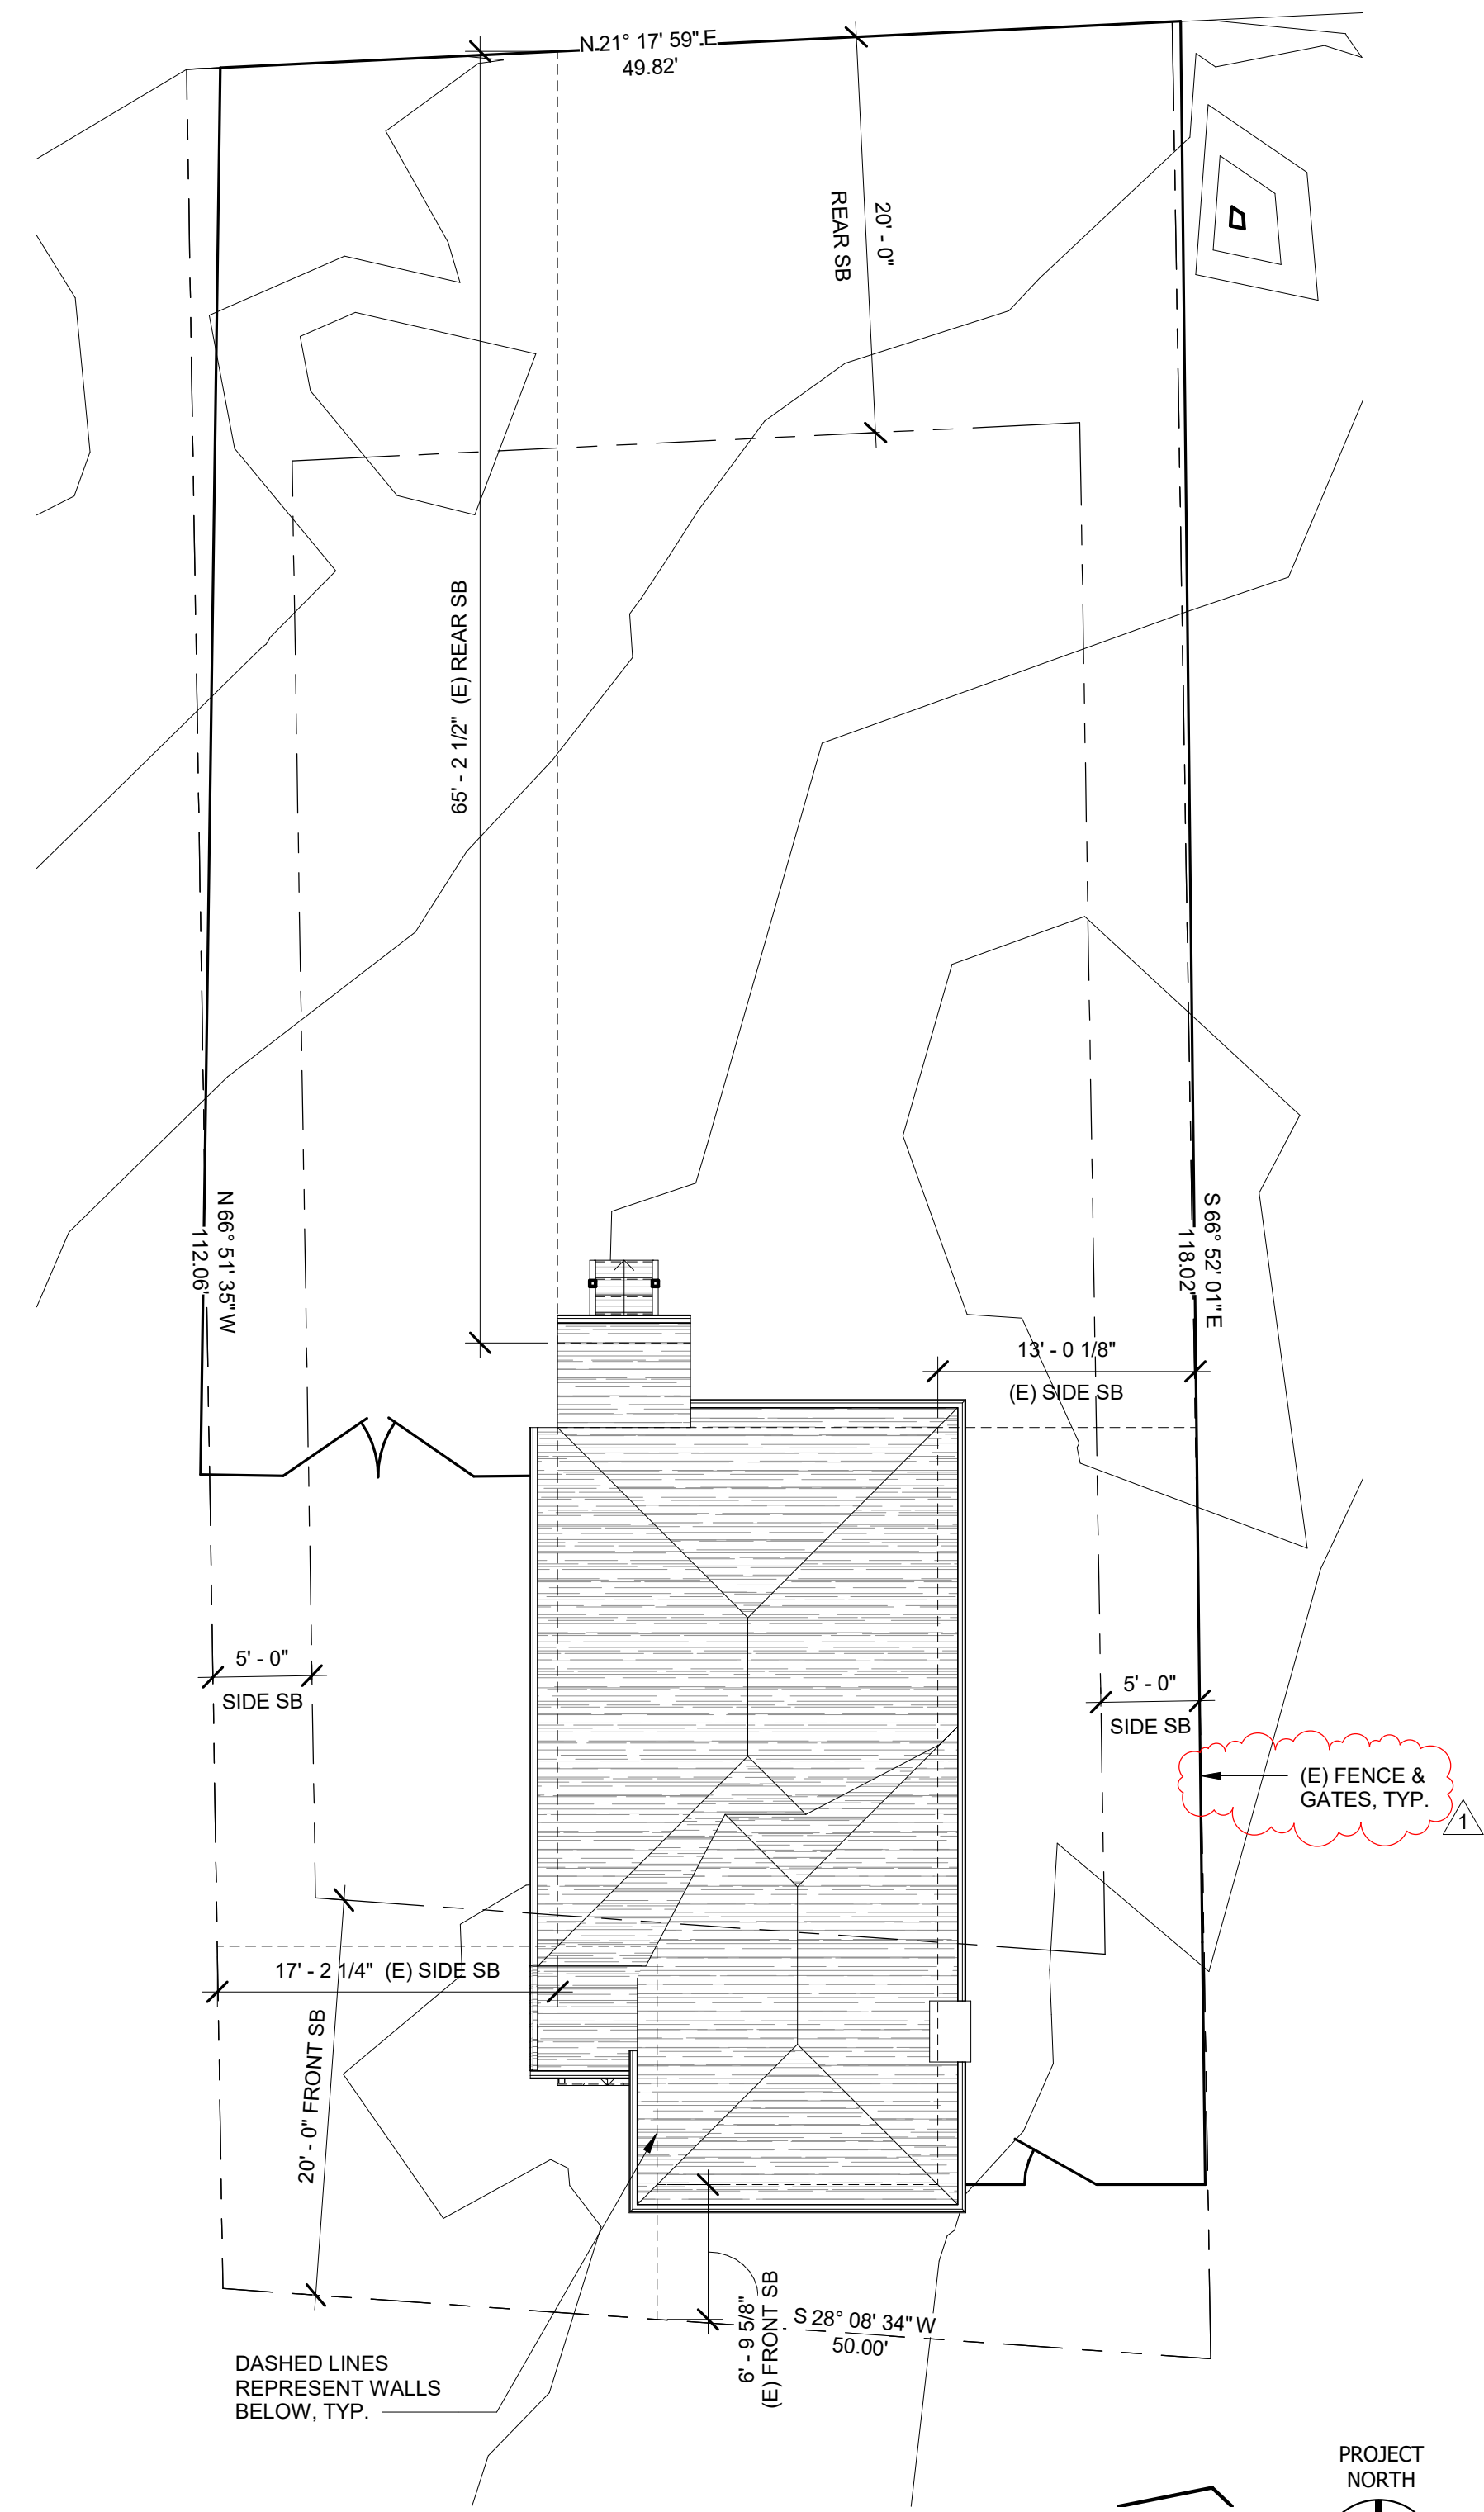 N 21° 17' 59" E
49.82'
20' - 0"
REAR SB
65' - 2 1/2" (E) REAR SB
N 66° 51' 35" W
112.06'
S 66° 52' 01" E
118.02'
13' - 0 1/8"
(E) SIDE SB
5' - 0"
SIDE SB
5' - 0"
SIDE SB
(E) FENCE &
GATES, TYP.
1
17' - 2 1/4" (E) SIDE SB
20' - 0" FRONT SB
6' - 9 5/8"
(E) FRONT SB
S 28° 08' 34" W
50.00'
DASHED LINES
REPRESENT WALLS
BELOW, TYP.
PROJECT
NORTH